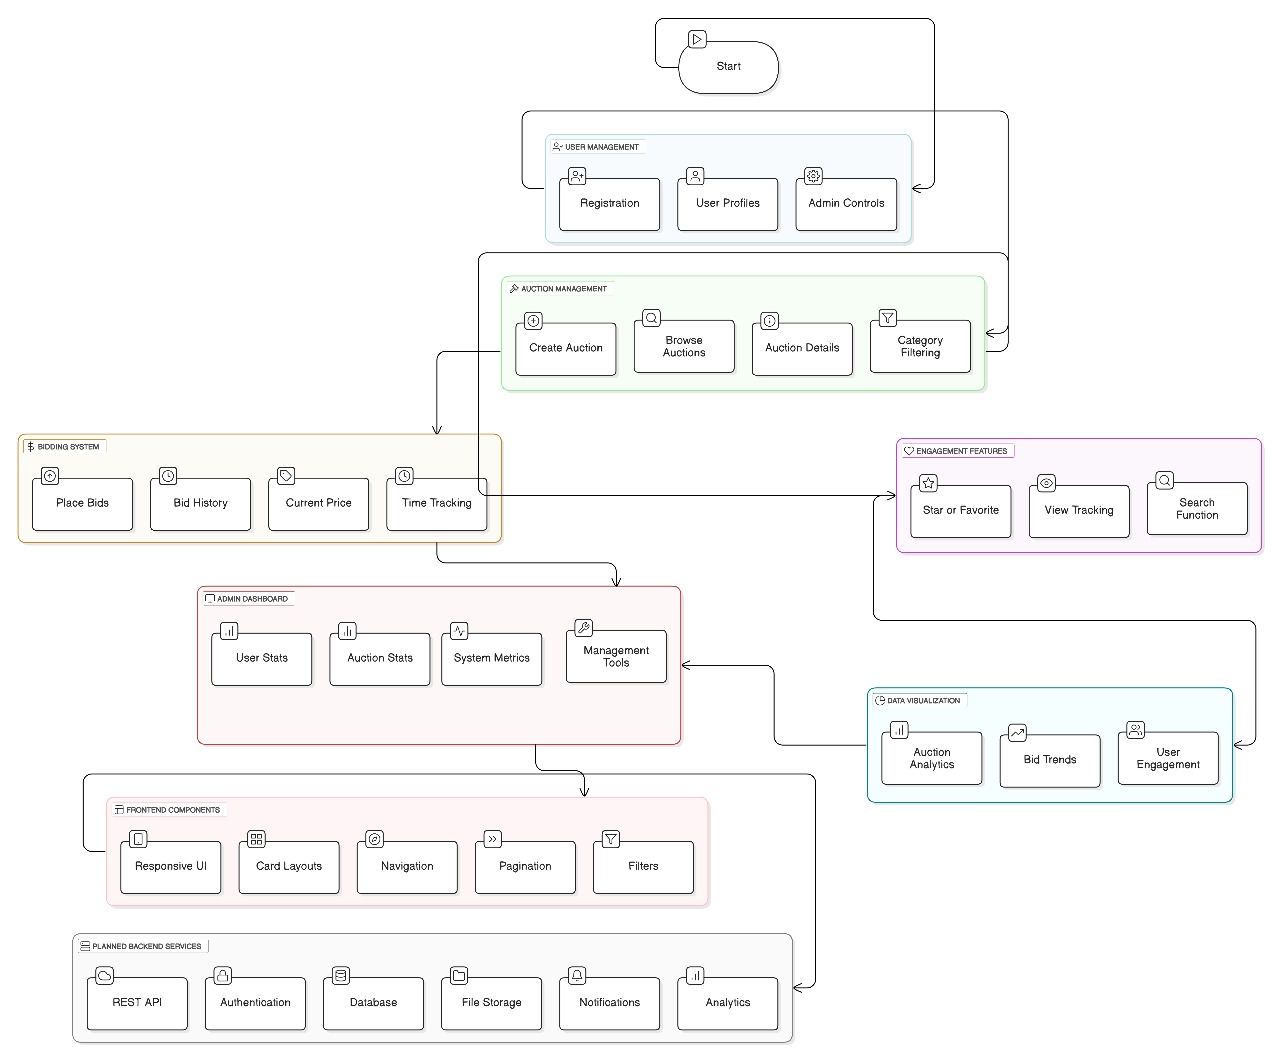 Start
USER MANAGEMENT
Registration
User Profiles
Admin Controls
AUCTION MANAGEMENT
Create Auction
Browse
Auctions
Auction Details
Category
Filtering
BIDDING SYSTEM
Place Bids
Bid History
Current Price
Time Tracking
ENGAGEMENT FEATURES
Star or Favorite
View Tracking
Search
Function
ADMIN DASHBOARD
User Stats
Auction Stats
System Metrics
Management
Tools
DATA VISUALIZATION
Auction
Analytics
Bid Trends
User
Engagement
FRONTEND COMPONENTS
Responsive UI
Card Layouts
Navigation
Pagination
Filters
PLANNED BACKEND SERVICES
REST API
Authentication
Database
File Storage
Notifications
Analytics